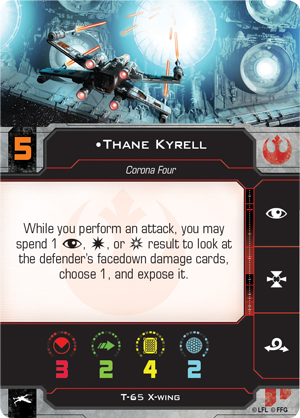 5
•Thane Kyrell
Corona Four
While you perform an attack, you may
spend 1 , , or result to look at
the defender's facedown damage cards,
choose 1, and expose it.
3 2 4 2
T-65 X-wing
©LFL ©FFG